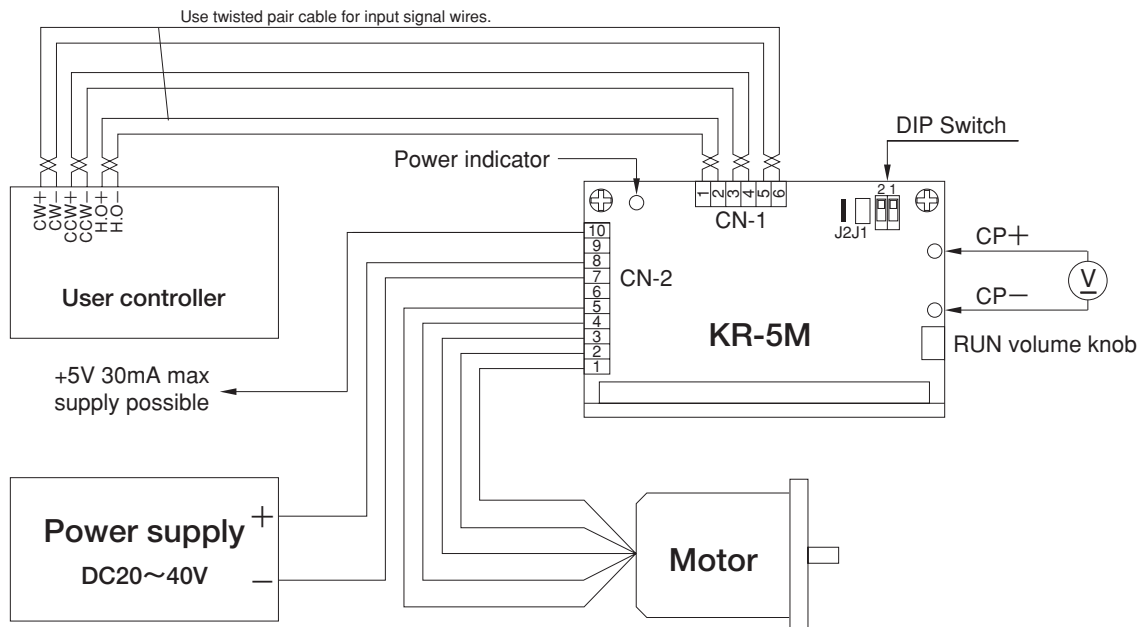 Use twisted pair cable for input signal wires.
DIP Switch
Power indicator
CW+
CW−
CCW+
CCW−
H.O+
H.O−
User controller
1
2
3
4
5
6
CN-1
2 1
J2J1
CP+
V
CP−
RUN volume knob
10
9
8
7
6
5
4
3
2
1
CN-2
KR-5M
+5V 30mA max
supply possible
Power supply
DC20〜40V
+
−
Motor